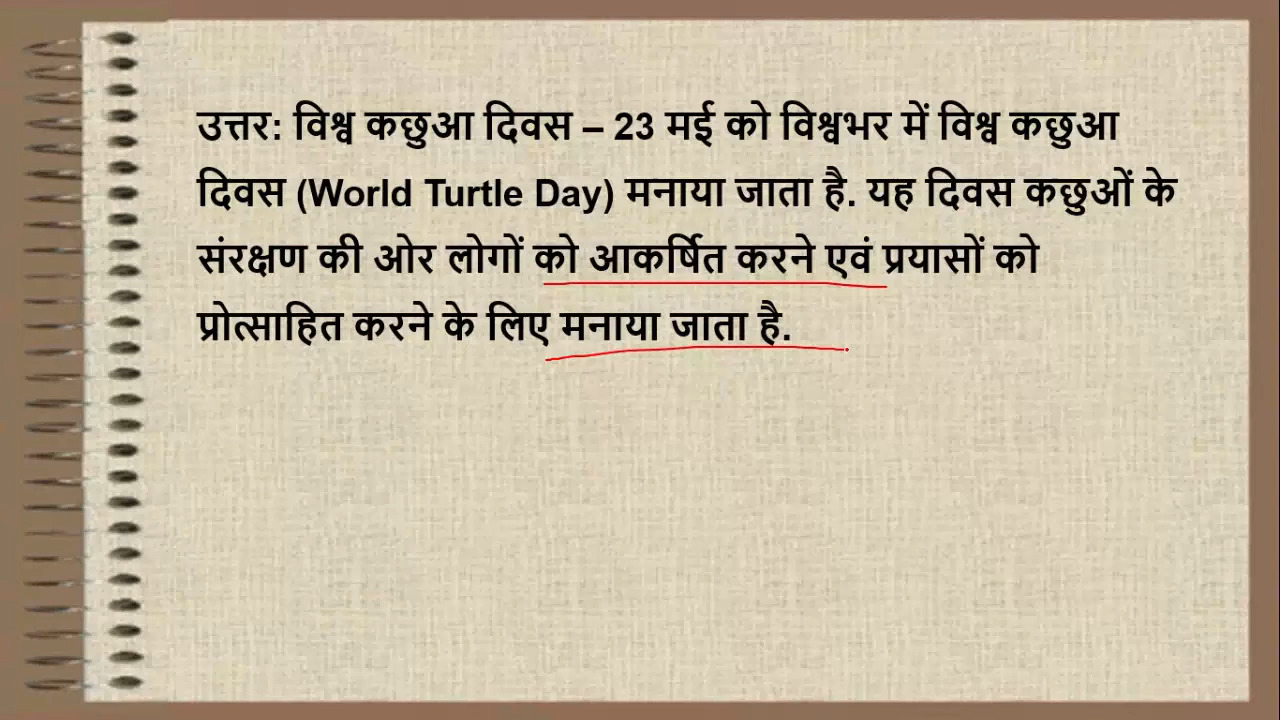 उत्तर: विश्व कछुआ दिवस – 23 मई को विश्वभर में विश्व कछुआ
दिवस (World Turtle Day) मनाया जाता है. यह दिवस कछुओं के
संरक्षण की ओर लोगों को आकर्षित करने एवं प्रयासों को
प्रोत्साहित करने के लिए मनाया जाता है.